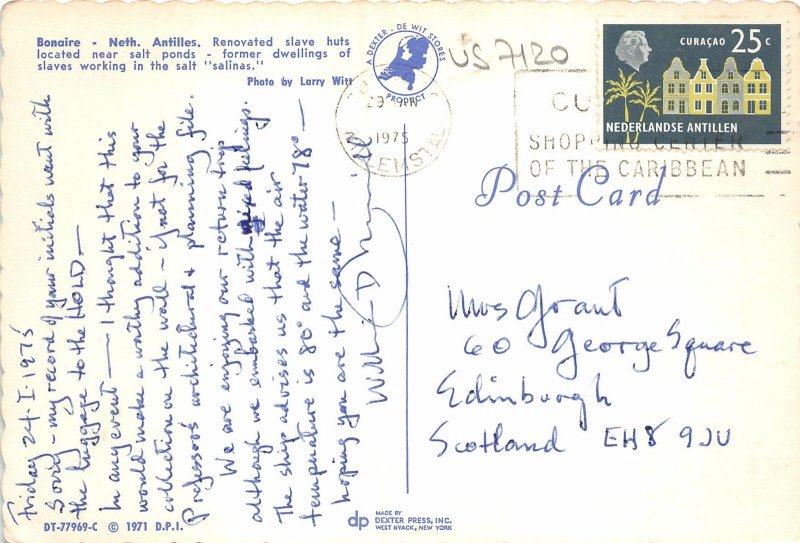 Bonaire - Neth. Antilles. Renovated slave huts
located near salt ponds - former dwellings of
slaves working in the salt "salinas."
Photo by Larry Witt
A DEXTER - DE WIT STORES
PRODUCT
US 7120
CURAÇAO 25 c
NEDERLANDSE ANTILLEN
WILLEMSTAD
1975
CU
SHOPPING CENTER
OF THE CARIBBEAN
Post Card
Friday 24·I·1975
Sorry - my record of your initials went with
the luggage to the HOLD —
In any event — I thought that this
would make a worthy addition to your
collection on the wall - if not for the
Professor's architectural & planning file.
We are enjoying our return trip
although we embarked with mixed feelings.
The ship advises us that the air
temperature is 80° and the water 78° —
hoping you are the same —
Mrs Grant
60 George Square
Edinburgh
Scotland EH8 9JU
DT-77969-C © 1971 D.P.I.
dp MADE BY
DEXTER PRESS, INC.
WEST NYACK, NEW YORK